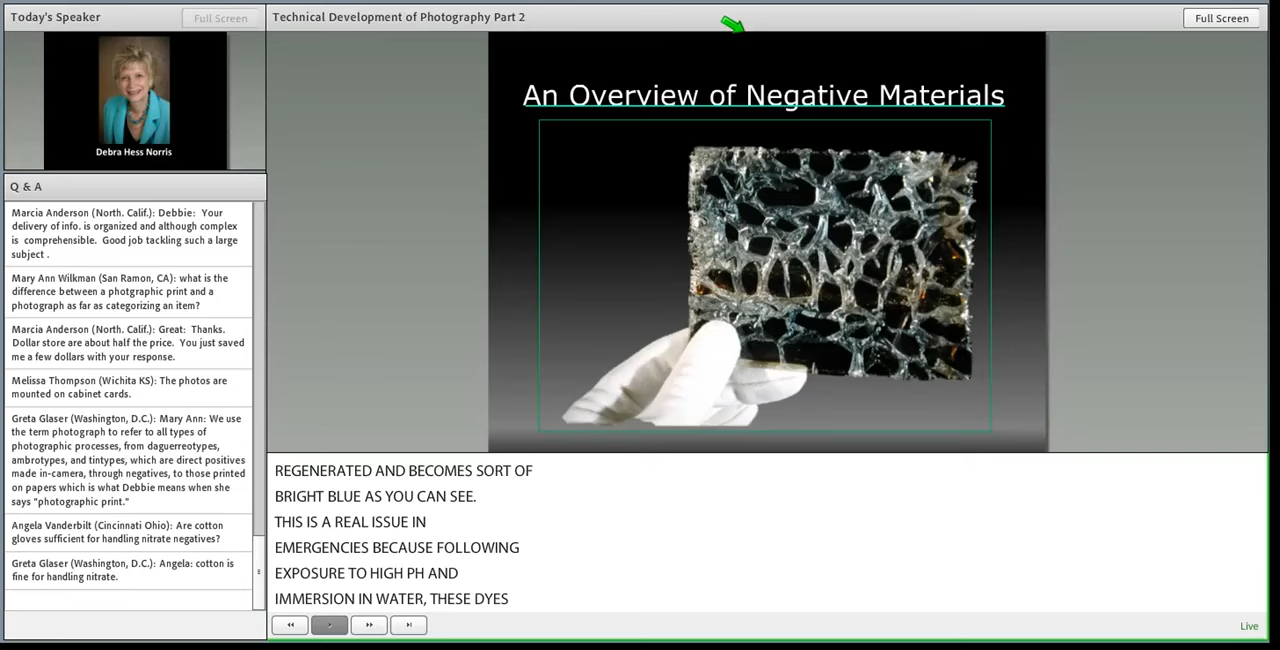 Today's Speaker
Full Screen
Technical Development of Photography Part 2
Full Screen
Debra Hess Norris
An Overview of Negative Materials
Q & A
Marcia Anderson (North. Calif.): Debbie: Your
delivery of info. is organized and although complex
is comprehensible. Good job tackling such a large
subject .
Mary Ann Wilkman (San Ramon, CA): what is the
difference between a photgraphic print and a
photograph as far as categorizing an item?
Marcia Anderson (North. Calif.): Great: Thanks.
Dollar store are about half the price. You just saved
me a few dollars with your response.
Melissa Thompson (Wichita KS): The photos are
mounted on cabinet cards.
Greta Glaser (Washington, D.C.): Mary Ann: We use
the term photograph to refer to all types of
photographic processes, from daguerreotypes,
ambrotypes, and tintypes, which are direct positives
made in-camera, through negatives, to those printed
on papers which is what Debbie means when she
says "photographic print."
Angela Vanderbilt (Cincinnati Ohio): Are cotton
gloves sufficient for handling nitrate negatives?
Greta Glaser (Washington, D.C.): Angela: cotton is
fine for handling nitrate.
REGENERATED AND BECOMES SORT OF
BRIGHT BLUE AS YOU CAN SEE.
THIS IS A REAL ISSUE IN
EMERGENCIES BECAUSE FOLLOWING
EXPOSURE TO HIGH PH AND
IMMERSION IN WATER, THESE DYES
Live